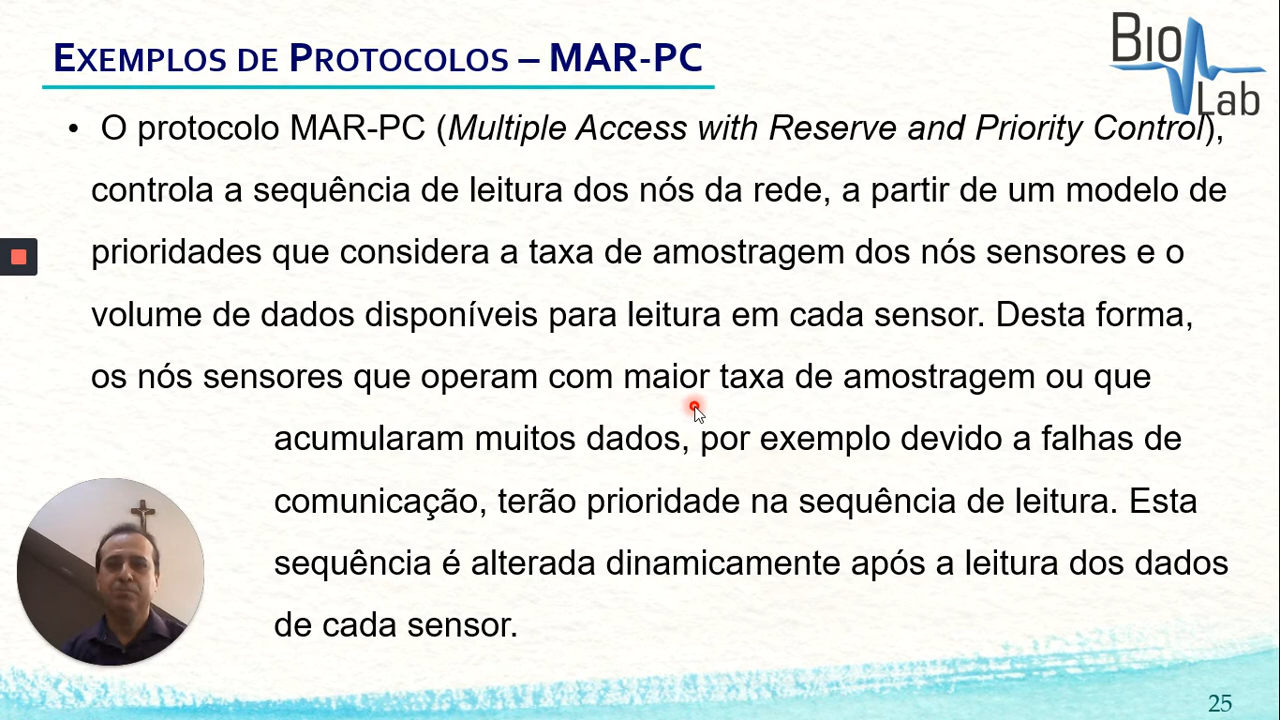 EXEMPLOS DE PROTOCOLOS – MAR-PC
Bio
Lab
• O protocolo MAR-PC (Multiple Access with Reserve and Priority Control),
controla a sequência de leitura dos nós da rede, a partir de um modelo de
prioridades que considera a taxa de amostragem dos nós sensores e o
volume de dados disponíveis para leitura em cada sensor. Desta forma,
os nós sensores que operam com maior taxa de amostragem ou que
acumularam muitos dados, por exemplo devido a falhas de
comunicação, terão prioridade na sequência de leitura. Esta
sequência é alterada dinamicamente após a leitura dos dados
de cada sensor.
25